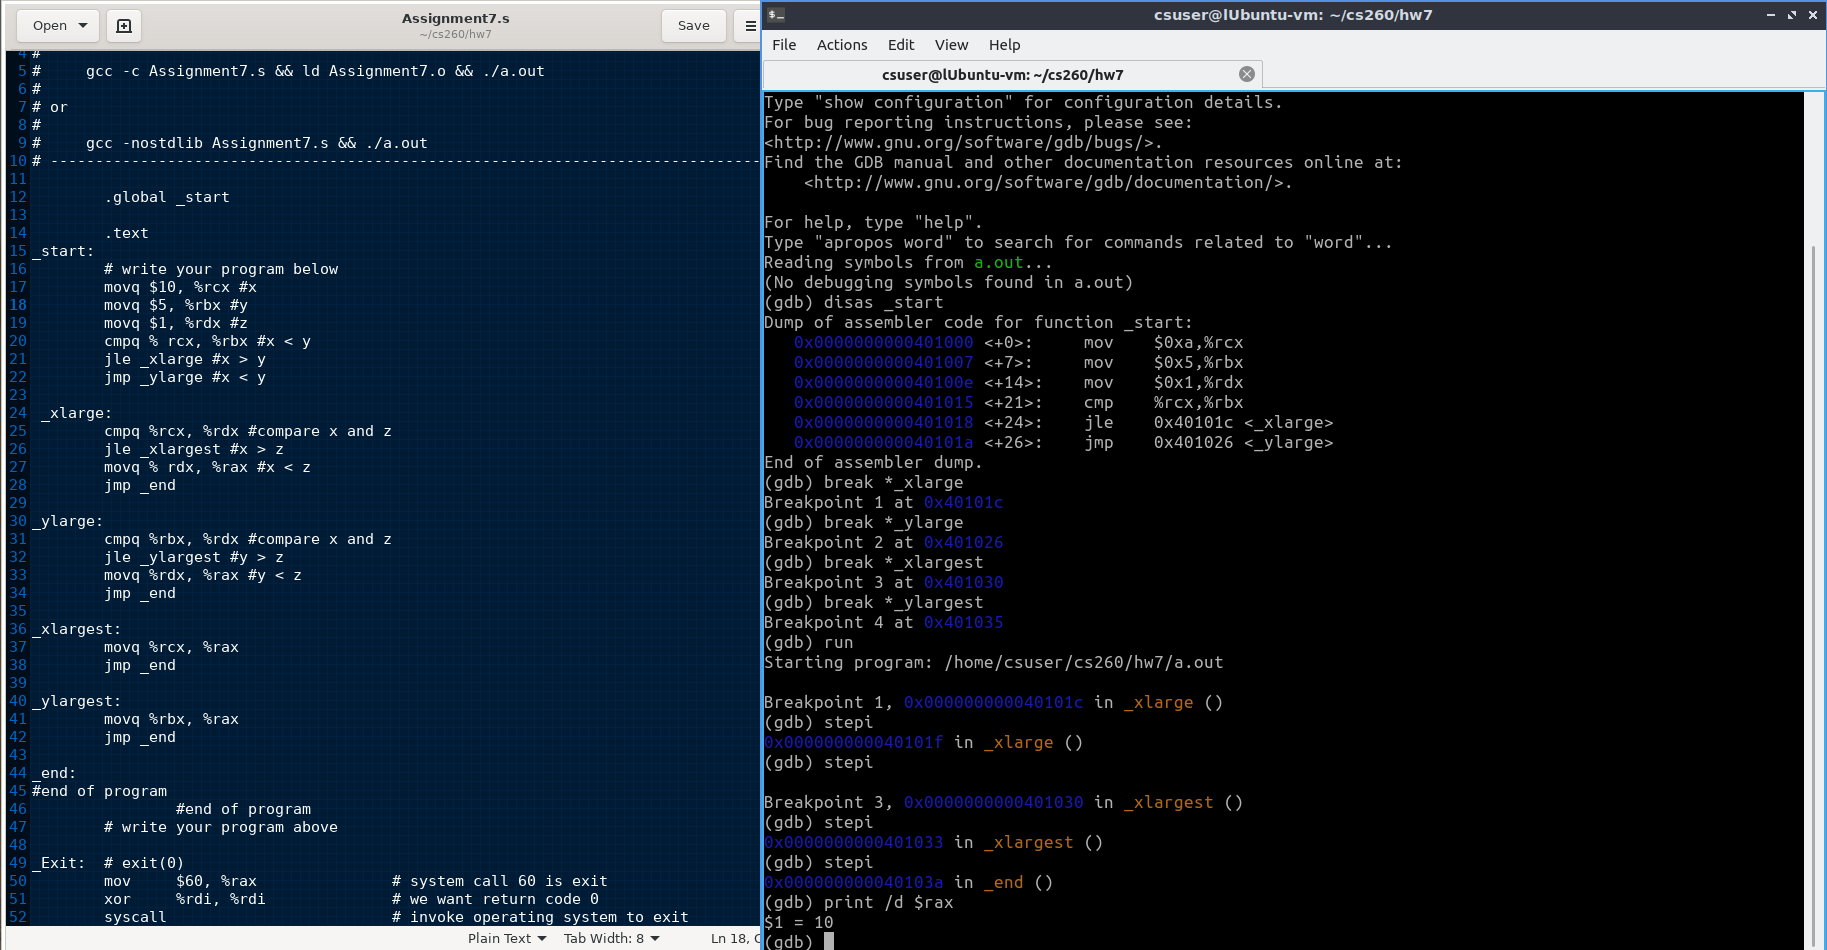 Open
Assignment7.s
~/cs260/hw7
Save
4 #
5 #     gcc -c Assignment7.s && ld Assignment7.o && ./a.out
6 #
7 # or
8 #
9 #     gcc -nostdlib Assignment7.s && ./a.out
10 # -------------------------------------------------------------------------------
11
12         .global _start
13
14         .text
15 _start:
16         # write your program below
17         movq $10, %rcx #x
18         movq $5, %rbx #y
19         movq $1, %rdx #z
20         cmpq % rcx, %rbx #x < y
21         jle _xlarge #x > y
22         jmp _ylarge #x < y
23
24  _xlarge:
25         cmpq %rcx, %rdx #compare x and z
26         jle _xlargest #x > z
27         movq % rdx, %rax #x < z
28         jmp _end
29
30 _ylarge:
31         cmpq %rbx, %rdx #compare x and z
32         jle _ylargest #y > z
33         movq %rdx, %rax #y < z
34         jmp _end
35
36 _xlargest:
37         movq %rcx, %rax
38         jmp _end
39
40 _ylargest:
41         movq %rbx, %rax
42         jmp _end
43
44 _end:
45 #end of program
46                 #end of program
47         # write your program above
48
49 _Exit:  # exit(0)
50         mov     $60, %rax               # system call 60 is exit
51         xor     %rdi, %rdi              # we want return code 0
52         syscall                         # invoke operating system to exit
Plain Text
Tab Width: 8
Ln 18, C
csuser@lUbuntu-vm: ~/cs260/hw7
File Actions Edit View Help
csuser@lUbuntu-vm: ~/cs260/hw7
Type "show configuration" for configuration details.
For bug reporting instructions, please see:
<http://www.gnu.org/software/gdb/bugs/>.
Find the GDB manual and other documentation resources online at:
    <http://www.gnu.org/software/gdb/documentation/>.

For help, type "help".
Type "apropos word" to search for commands related to "word"...
Reading symbols from a.out...
(No debugging symbols found in a.out)
(gdb) disas _start
Dump of assembler code for function _start:
   0x0000000000401000 <+0>:     mov    $0xa,%rcx
   0x0000000000401007 <+7>:     mov    $0x5,%rbx
   0x000000000040100e <+14>:    mov    $0x1,%rdx
   0x0000000000401015 <+21>:    cmp    %rcx,%rbx
   0x0000000000401018 <+24>:    jle    0x40101c <_xlarge>
   0x000000000040101a <+26>:    jmp    0x401026 <_ylarge>
End of assembler dump.
(gdb) break *_xlarge
Breakpoint 1 at 0x40101c
(gdb) break *_ylarge
Breakpoint 2 at 0x401026
(gdb) break *_xlargest
Breakpoint 3 at 0x401030
(gdb) break *_ylargest
Breakpoint 4 at 0x401035
(gdb) run
Starting program: /home/csuser/cs260/hw7/a.out

Breakpoint 1, 0x000000000040101c in _xlarge ()
(gdb) stepi
0x000000000040101f in _xlarge ()
(gdb) stepi

Breakpoint 3, 0x0000000000401030 in _xlargest ()
(gdb) stepi
0x0000000000401033 in _xlargest ()
(gdb) stepi
0x000000000040103a in _end ()
(gdb) print /d $rax
$1 = 10
(gdb)